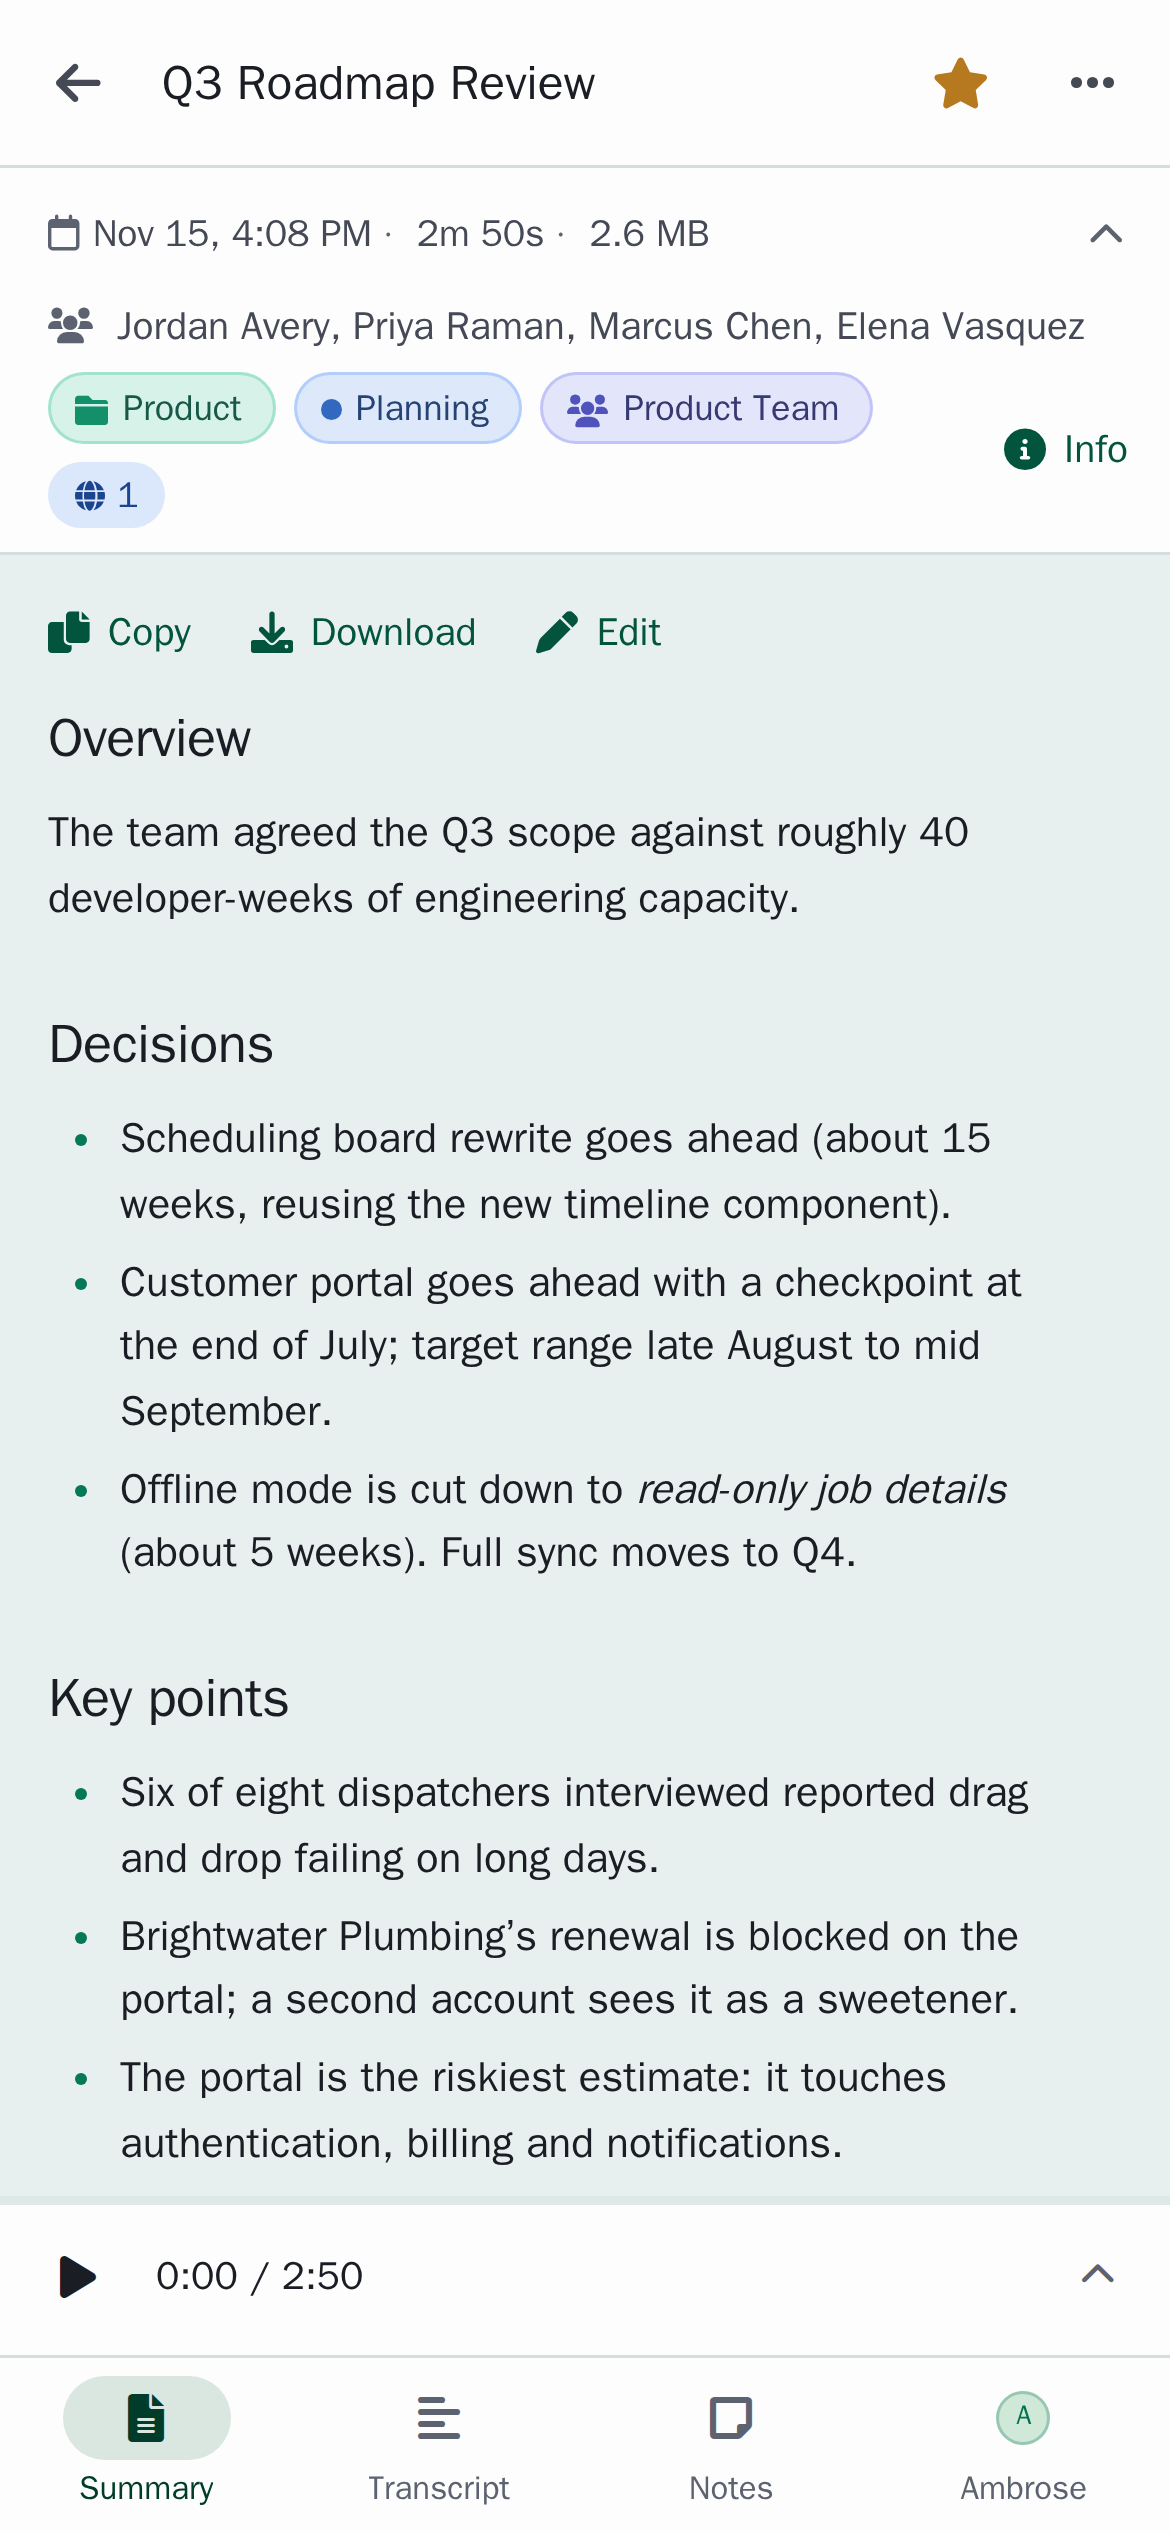 Q3 Roadmap Review
Nov 15, 4:08 PM · 2m 50s · 2.6 MB
Jordan Avery, Priya Raman, Marcus Chen, Elena Vasquez
Product Planning Product Team
1
Info
Copy Download Edit
Overview
The team agreed the Q3 scope against roughly 40
developer-weeks of engineering capacity.
Decisions
• Scheduling board rewrite goes ahead (about 15
weeks, reusing the new timeline component).
• Customer portal goes ahead with a checkpoint at
the end of July; target range late August to mid
September.
• Offline mode is cut down to read-only job details
(about 5 weeks). Full sync moves to Q4.
Key points
• Six of eight dispatchers interviewed reported drag
and drop failing on long days.
• Brightwater Plumbing’s renewal is blocked on the
portal; a second account sees it as a sweetener.
• The portal is the riskiest estimate: it touches
authentication, billing and notifications.
0:00 / 2:50
A
Summary Transcript Notes Ambrose